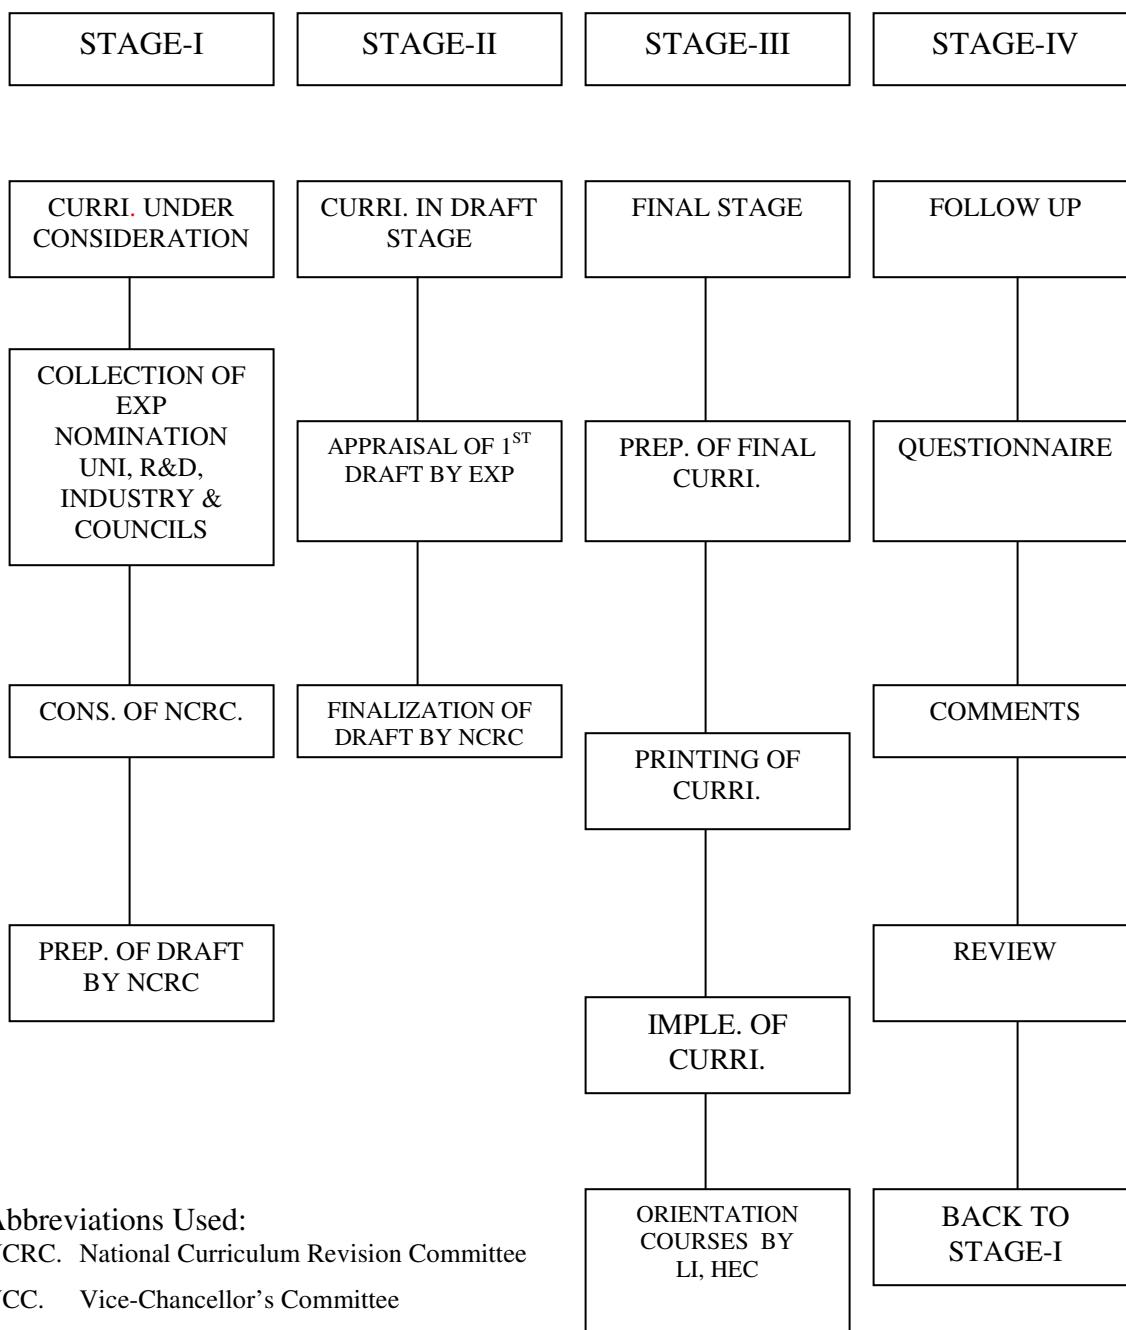 STAGE-I
STAGE-II
STAGE-III
STAGE-IV
CURRI. UNDER
CONSIDERATION
COLLECTION OF
EXP
NOMINATION
UNI, R&D,
INDUSTRY &
COUNCILS
CONS. OF NCRC.
PREP. OF DRAFT
BY NCRC
CURRI. IN DRAFT
STAGE
APPRAISAL OF 1ST
DRAFT BY EXP
FINALIZATION OF
DRAFT BY NCRC
FINAL STAGE
PREP. OF FINAL
CURRI.
PRINTING OF
CURRI.
IMPLE. OF
CURRI.
ORIENTATION
COURSES BY
LI, HEC
FOLLOW UP
QUESTIONNAIRE
COMMENTS
REVIEW
BACK TO
STAGE-I
Abbreviations Used:
NCRC. National Curriculum Revision Committee
VCC. Vice-Chancellor's Committee